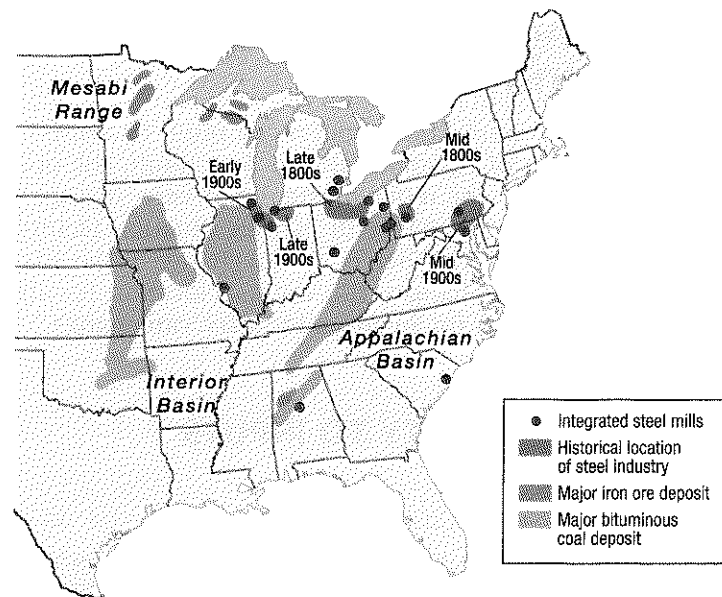 Mesabi
Range
Early
1900s
Late
1800s
Mid
1800s
Late
1900s
Mid
1900s
Appalachian
Basin
Interior
Basin
Integrated steel mills
Historical location
of steel industry
Major iron ore deposit
Major bituminous
coal deposit